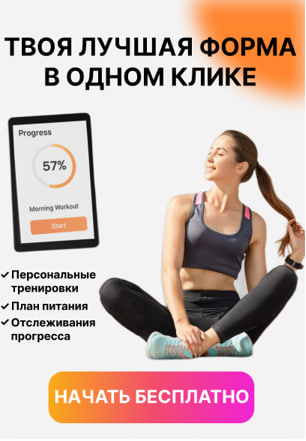 ТВОЯ ЛУЧШАЯ ФОРМА
В ОДНОМ КЛИКЕ
Progress
57%
Morning Workout
Start
✓ Персональные
тренировки
✓ План питания
✓ Отслеживания
прогресса
НАЧАТЬ БЕСПЛАТНО